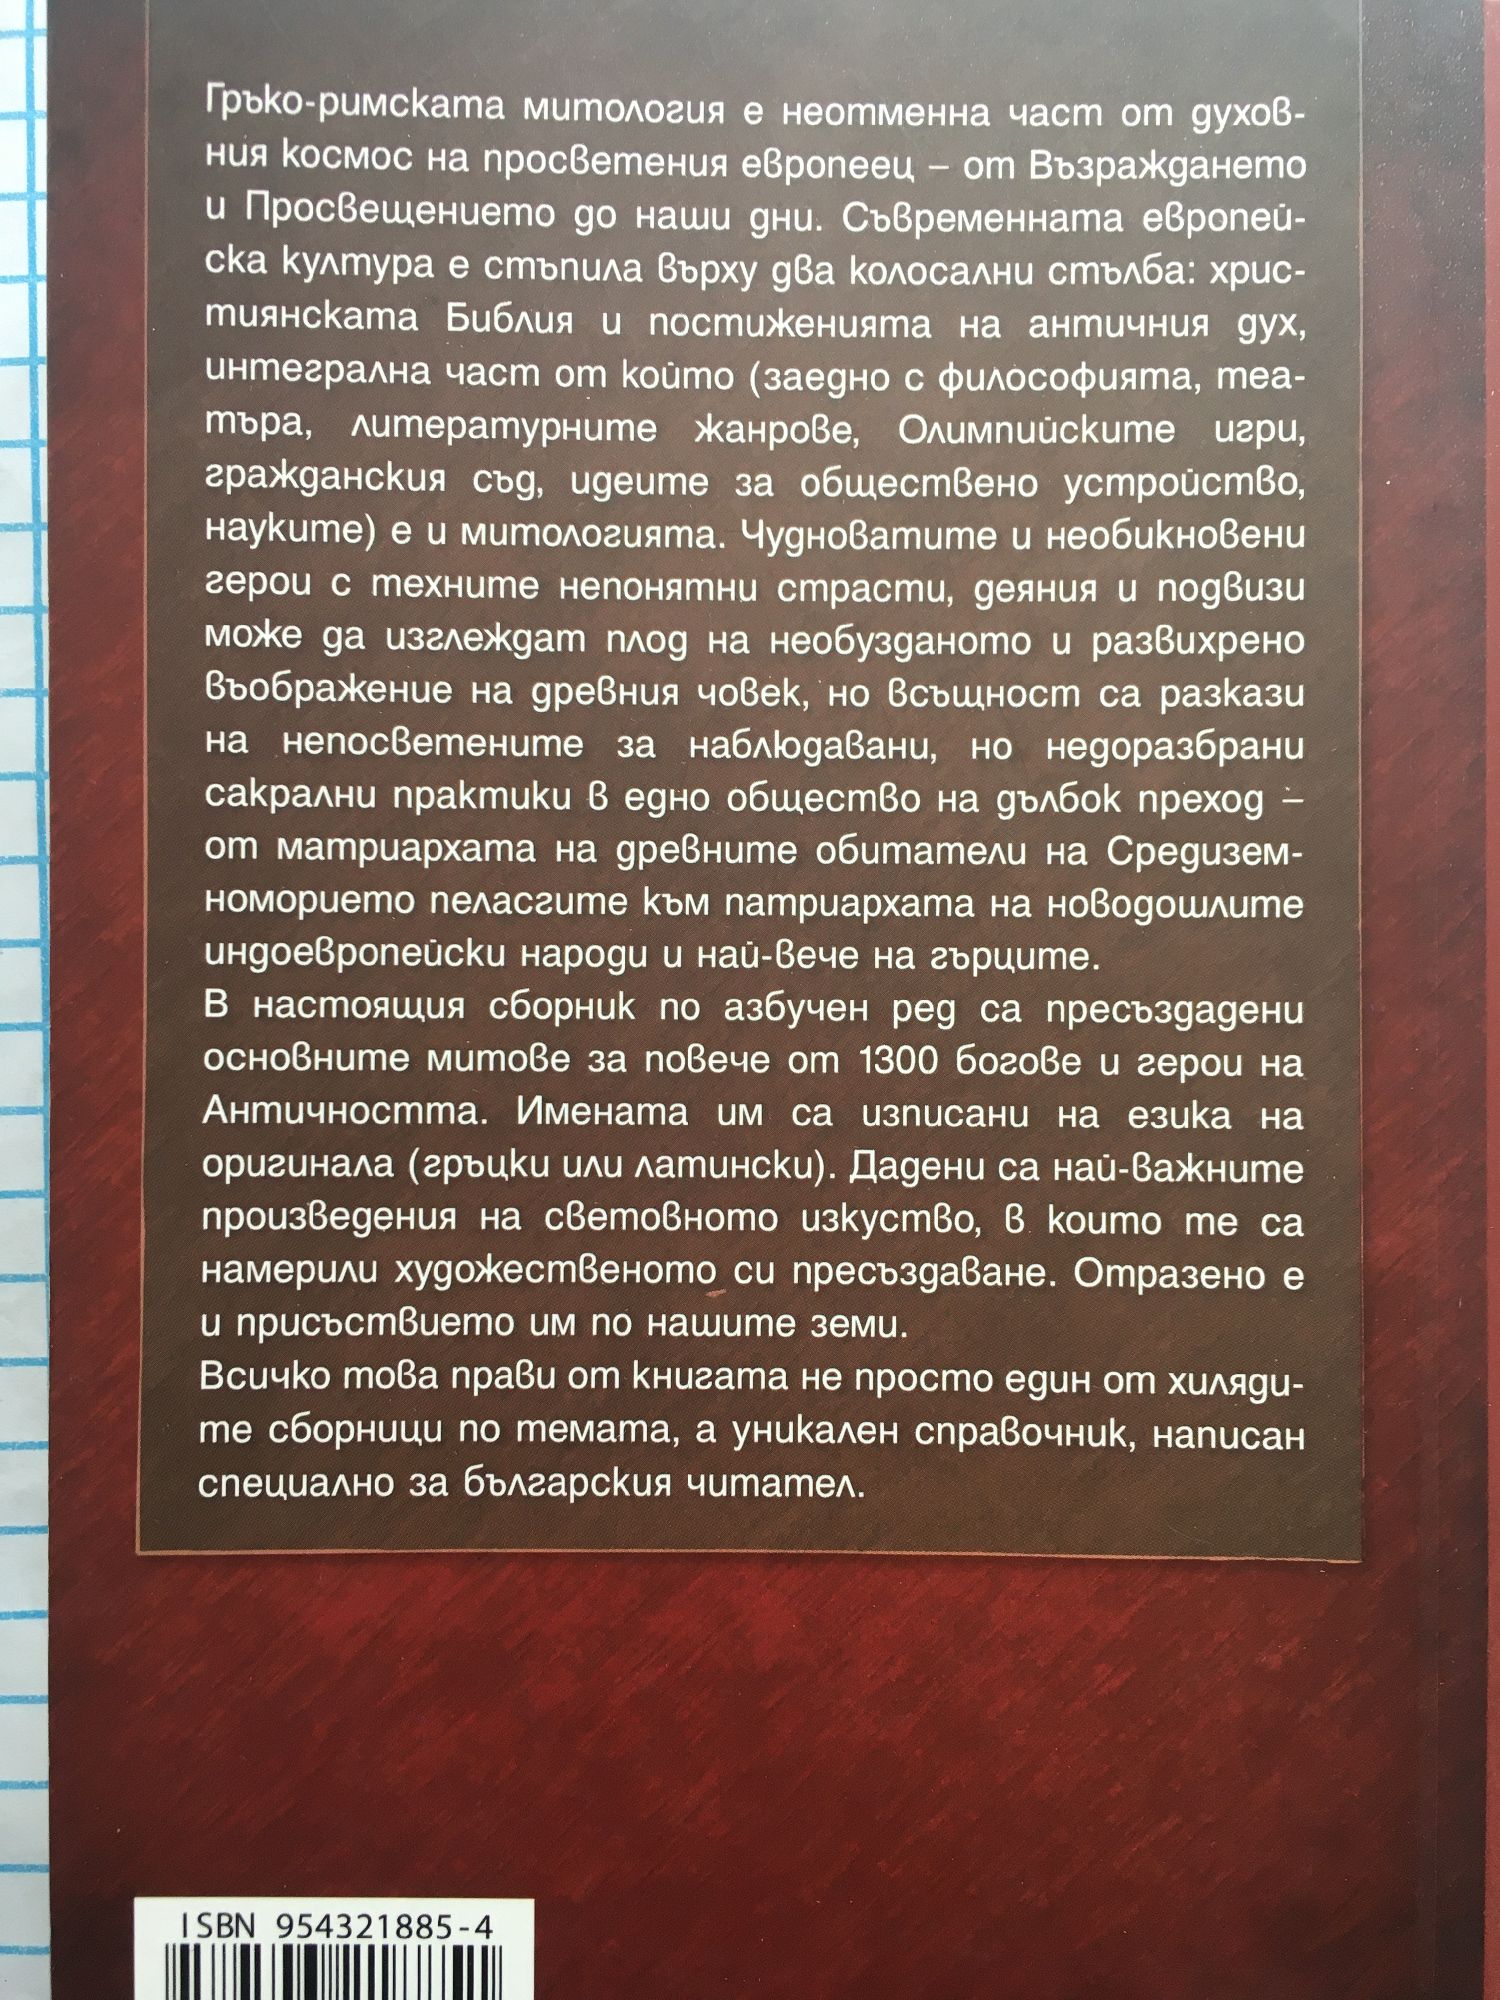 Гръко-римската митология е неотменна част от духов-
ния космос на просветения европеец – от Възраждането
и Просвещението до наши дни. Съвременната европей-
ска култура е стъпила върху два колосални стълба: хрис-
тиянската Библия и постиженията на античния дух,
интегрална част от който (заедно с философията, теа-
търа, литературните жанрове, Олимпийските игри,
гражданския съд, идеите за обществено устройство,
науките) е и митологията. Чудноватите и необикновени
герои с техните непонятни страсти, деяния и подвизи
може да изглеждат плод на необузданото и развихрено
въображение на древния човек, но всъщност са разкази
на непосветените за наблюдавани, но недоразбрани
сакрални практики в едно общество на дълбок преход –
от матриархата на древните обитатели на Средизем-
номорието пеласгите към патриархата на новодошлите
индоевропейски народи и най-вече на гърците.
В настоящия сборник по азбучен ред са пресъздадени
основните митове за повече от 1300 богове и герои на
Античността. Имената им са изписани на езика на
оригинала (гръцки или латински). Дадени са най-важните
произведения на световното изкуство, в които те са
намерили художественото си пресъздаване. Отразено е
и присъствието им по нашите земи.
Всичко това прави от книгата не просто един от хиляди-
те сборници по темата, а уникален справочник, написан
специално за българския читател.
ISBN 954321885-4